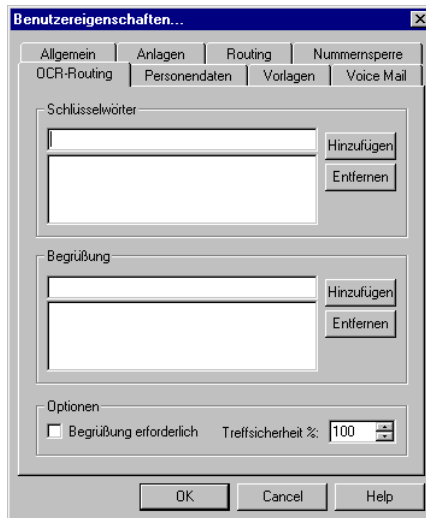 Benutzereigenschaften...
Allgemein Anlagen Routing Nummernsperre
OCR-Routing Personendaten Vorlagen Voice Mail
Schlüsselwörter
Hinzufügen
Entfernen
Begrüßung
Hinzufügen
Entfernen
Optionen
Begrüßung erforderlich Treffsicherheit %: 100
OK Cancel Help